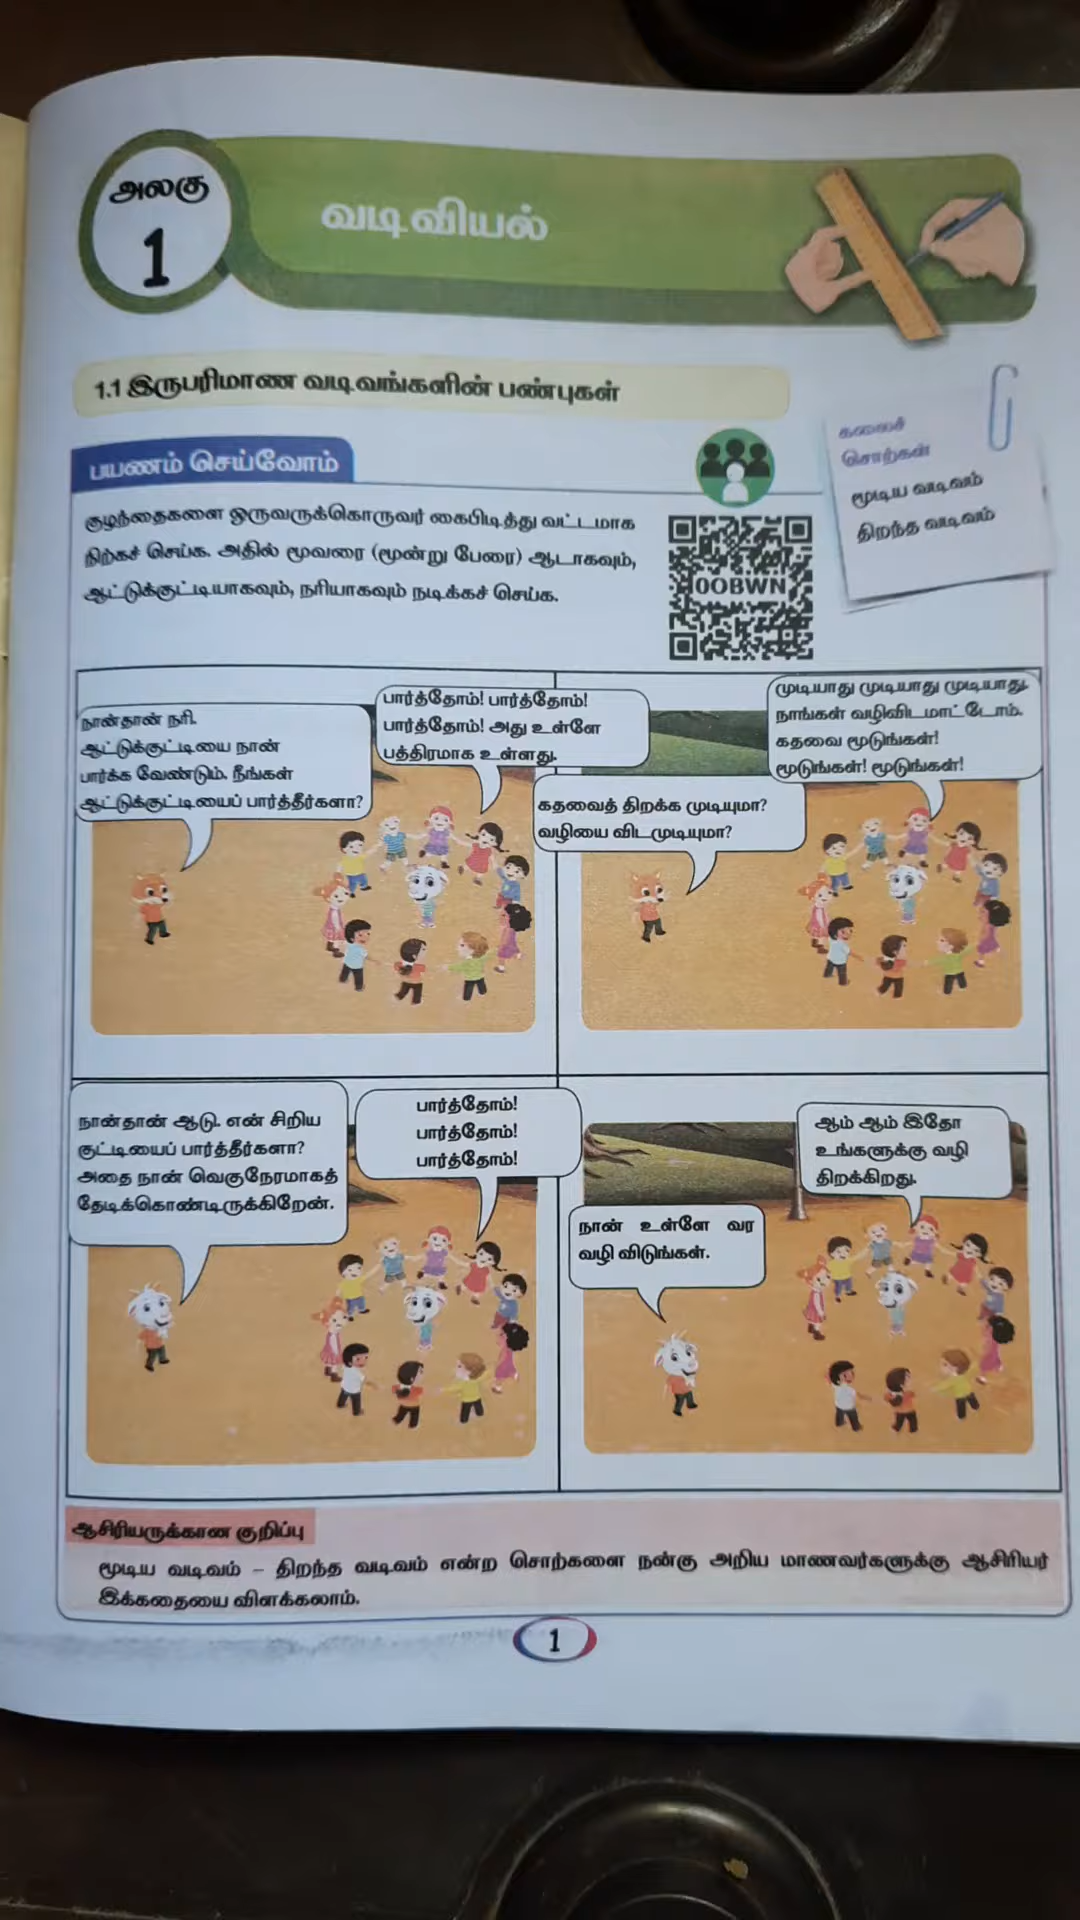 அலகு
1
வடிவியல்
1.1 இருபரிமாண வடிவங்களின் பண்புகள்
பயணம் செய்வோம்
கலைச்
சொற்கள்
மூடிய வடிவம்
திறந்த வடிவம்
குழந்தைகளை ஒருவருக்கொருவர் கைபிடித்து வட்டமாக
நிற்கச் செய்க. அதில் மூவரை (மூன்று பேரை) ஆடாகவும்,
ஆட்டுக்குட்டியாகவும், நரியாகவும் நடிக்கச் செய்க.
0OBWN
நான்தான் நரி.
ஆட்டுக்குட்டியை நான்
பார்க்க வேண்டும். நீங்கள்
ஆட்டுக்குட்டியைப் பார்த்தீர்களா?
பார்த்தோம்! பார்த்தோம்!
பார்த்தோம்! அது உள்ளே
பத்திரமாக உள்ளது.
கதவைத் திறக்க முடியுமா?
வழியை விடமுடியுமா?
முடியாது முடியாது முடியாது.
நாங்கள் வழிவிடமாட்டோம்.
கதவை மூடுங்கள்!
மூடுங்கள்! மூடுங்கள்!
நான்தான் ஆடு. என் சிறிய
குட்டியைப் பார்த்தீர்களா?
அதை நான் வெகுநேரமாகத்
தேடிக்கொண்டிருக்கிறேன்.
பார்த்தோம்!
பார்த்தோம்!
பார்த்தோம்!
நான் உள்ளே வர
வழி விடுங்கள்.
ஆம் ஆம் இதோ
உங்களுக்கு வழி
திறக்கிறது.
ஆசிரியருக்கான குறிப்பு
மூடிய வடிவம் – திறந்த வடிவம் என்ற சொற்களை நன்கு அறிய மாணவர்களுக்கு ஆசிரியர்
இக்கதையை விளக்கலாம்.
1